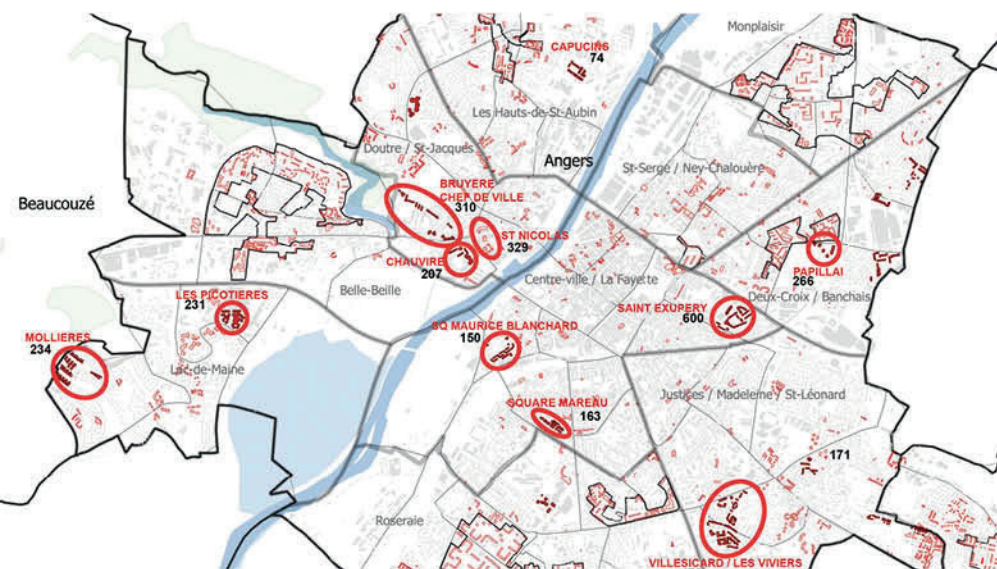 Monplaisir
CAPUCINS
74
Les Hauts-de-St-Aubin
Doutre / St-Jacques
Angers
St-Serge / Ney-Chalouère
BRUYERE
CHEF DE VILLE
310
Beaucouzé
ST NICOLAS
329
CHAUVIRE
207
PAPILLAI
266
Centre-ville / La Fayette
Belle-Beille
Deux-Croix / Banchais
LES PICOTIERES
231
SAINT EXUPERY
600
MOLLIERES
234
SQ MAURICE BLANCHARD
150
Lac-de-Maine
Justices / Madeleine / St-Léonard
SQUARE MAREAU
163
171
Roseraie
VILLESICARD / LES VIVIERS